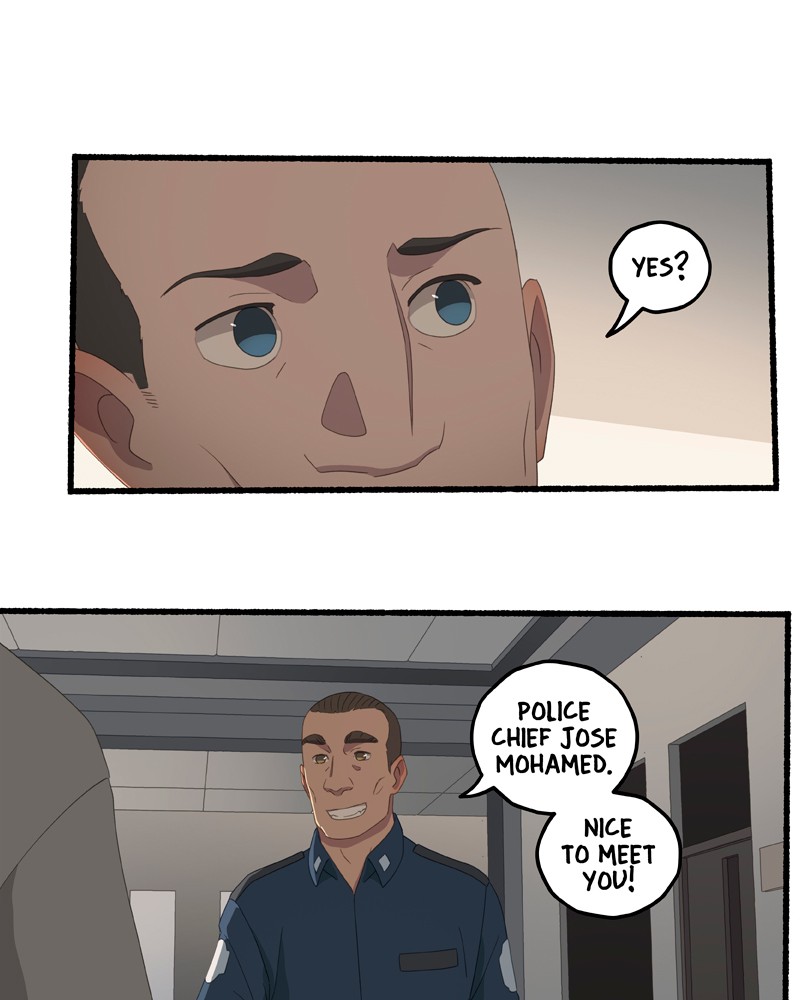 YES?
POLICE
CHIEF JOSE
MOHAMED.
NICE
TO MEET
YOU!